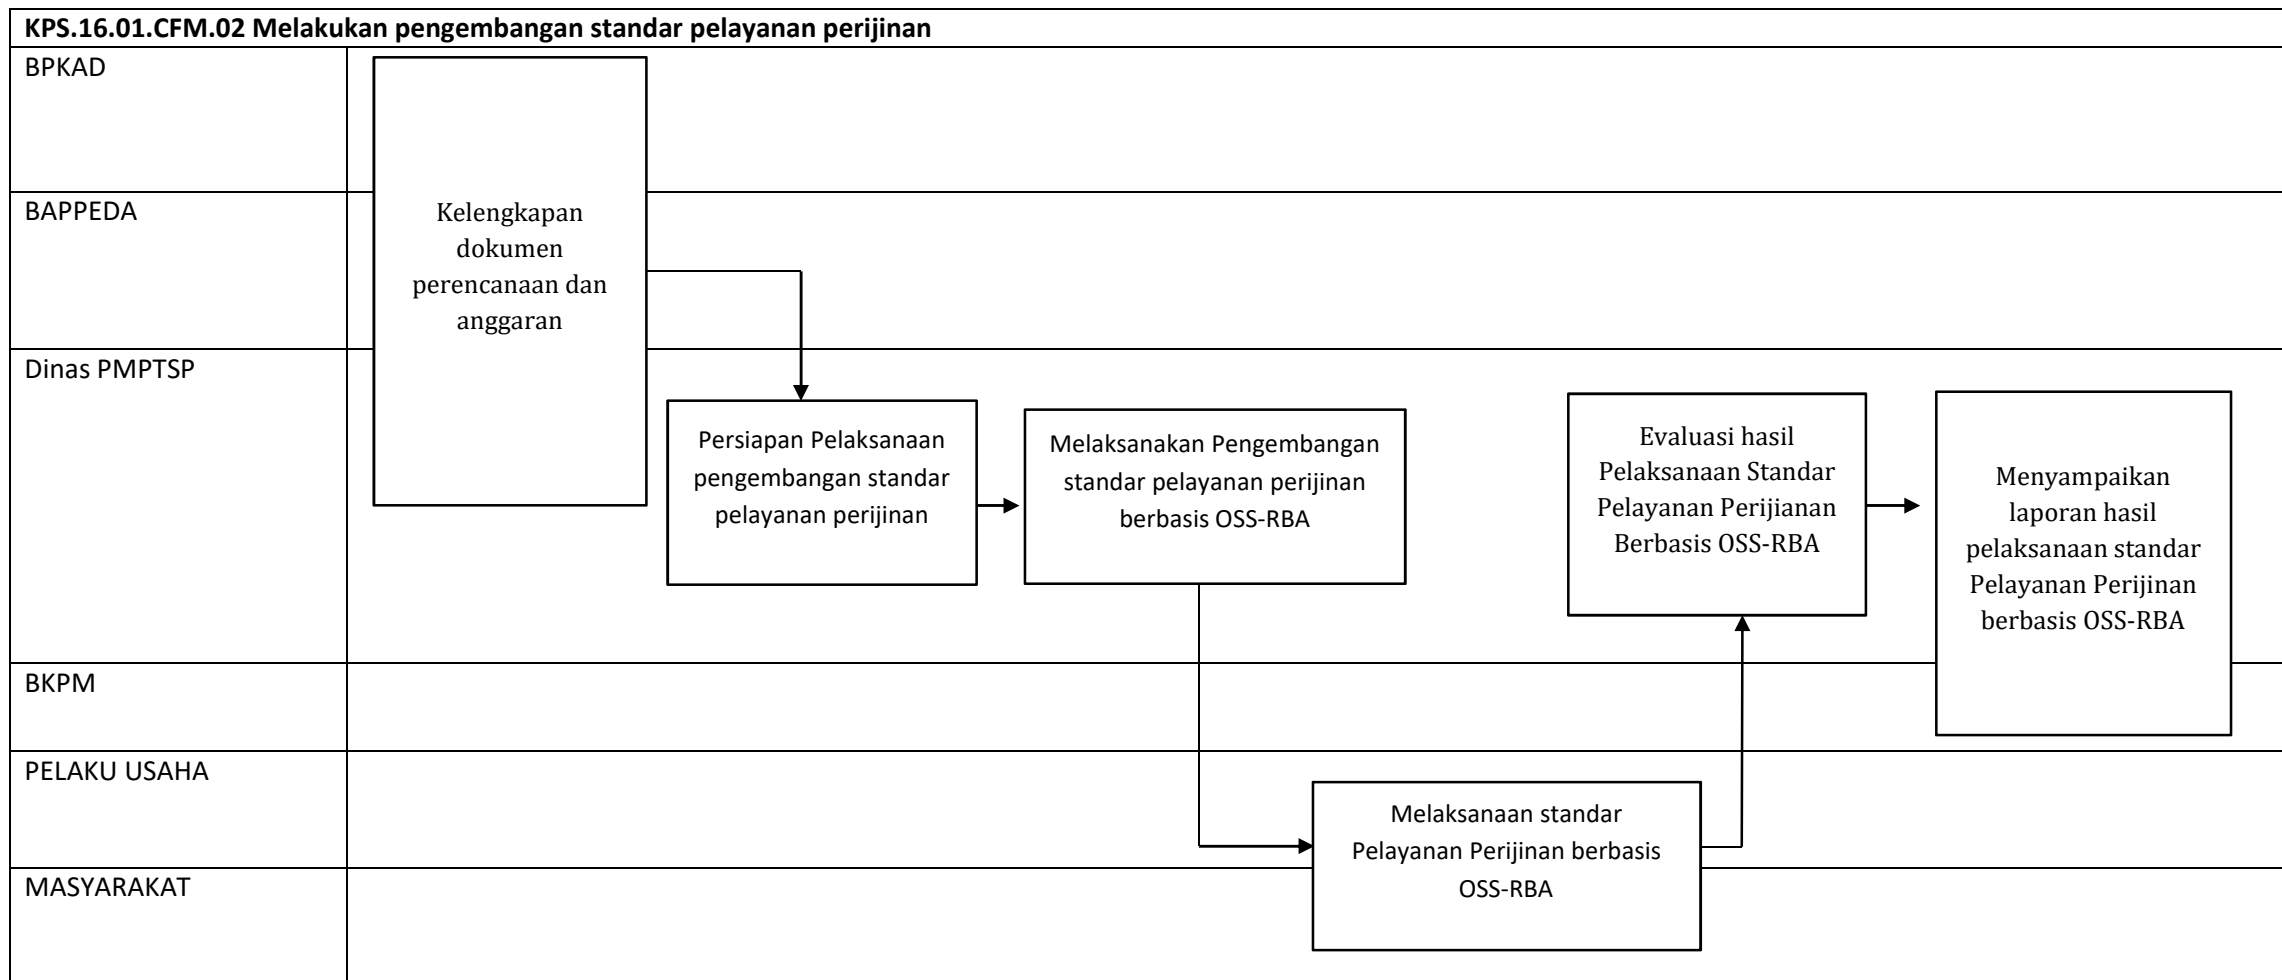 KPS.16.01.CFM.02 Melakukan pengembangan standar pelayanan perijinan
BPKAD
BAPPEDA
Kelengkapan
dokumen
perencanaan dan
anggaran
Dinas PMPTSP
Persiapan Pelaksanaan
pengembangan standar
pelayanan perijinan
Melaksanakan Pengembangan
standar pelayanan perijinan
berbasis OSS-RBA
Evaluasi hasil
Pelaksanaan Standar
Pelayanan Perijianan
Berbasis OSS-RBA
Menyampaikan
laporan hasil
pelaksanaan standar
Pelayanan Perijinan
berbasis OSS-RBA
BKPM
PELAKU USAHA
Melaksanaan standar
Pelayanan Perijinan berbasis
OSS-RBA
MASYARAKAT